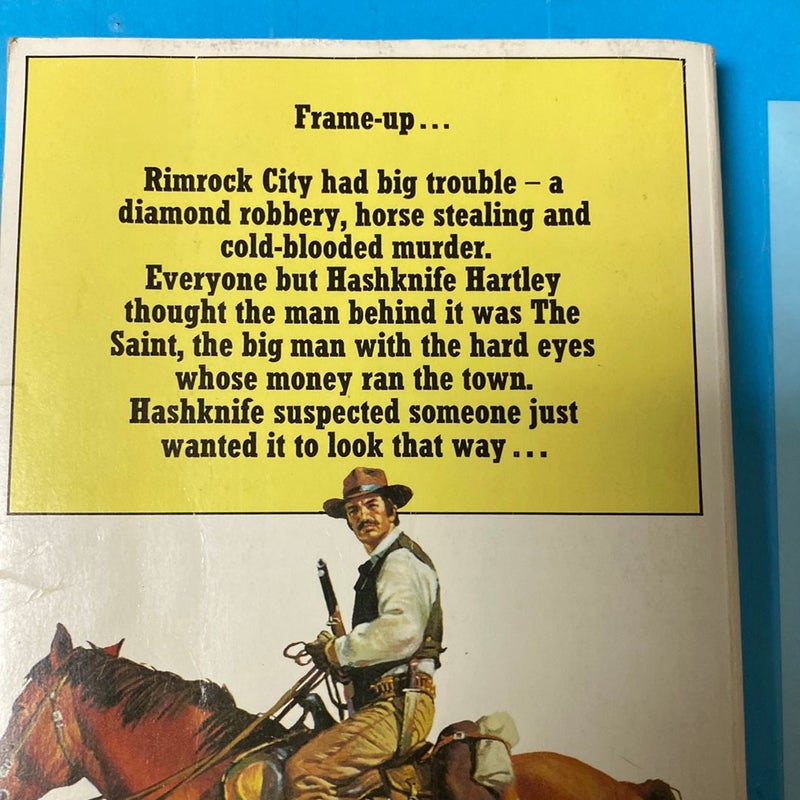 Frame-up...
Rimrock City had big trouble – a
diamond robbery, horse stealing and
cold-blooded murder.
Everyone but Hashknife Hartley
thought the man behind it was The
Saint, the big man with the hard eyes
whose money ran the town.
Hashknife suspected someone just
wanted it to look that way...